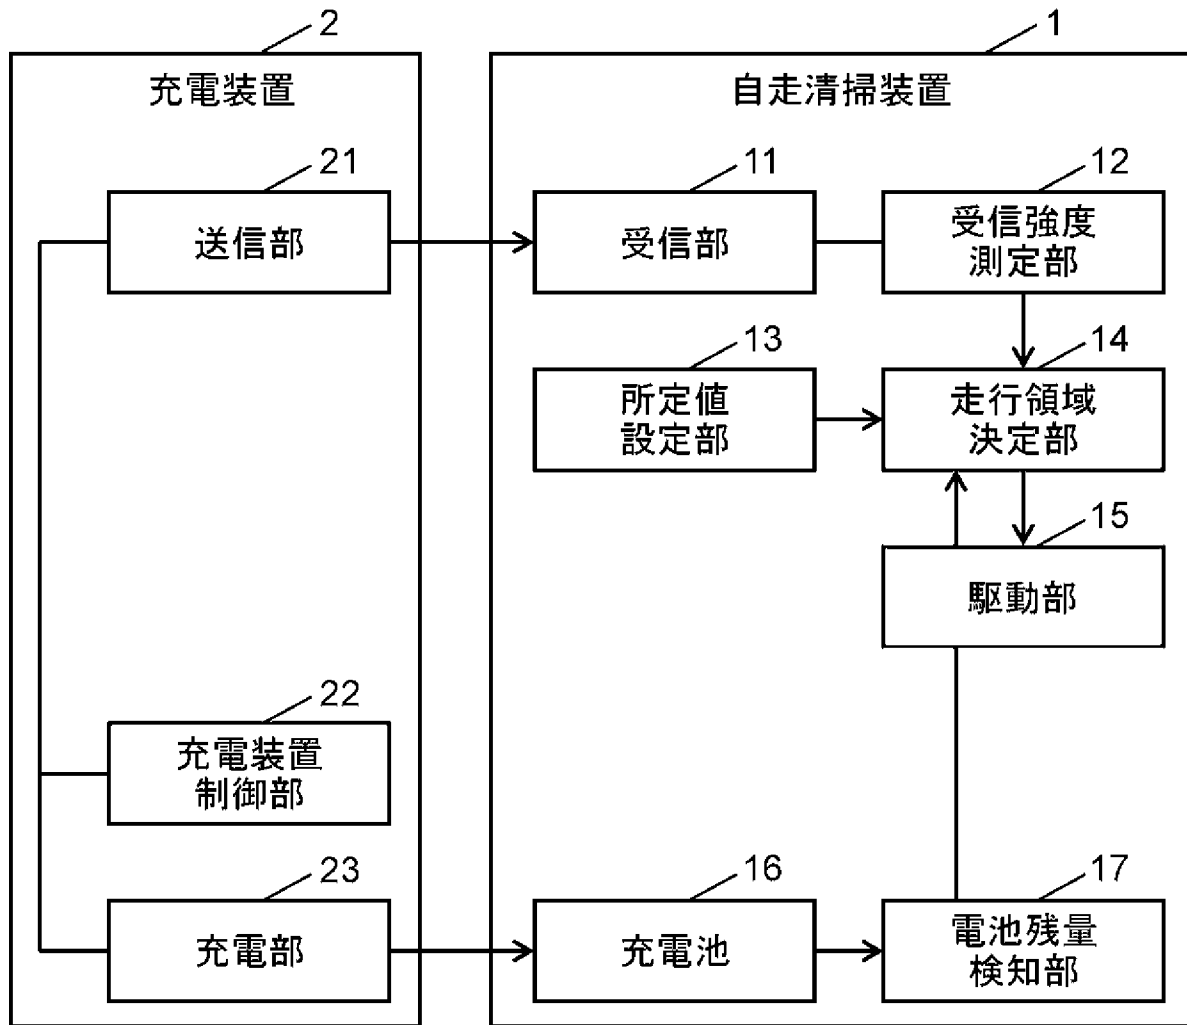 2
1
充電装置
自走清掃装置
21
11
12
送信部
受信部
受信強度
測定部
13
14
所定値
設定部
走行領域
決定部
15
駆動部
22
充電装置
制御部
23
16
17
充電部
充電池
電池残量
検知部